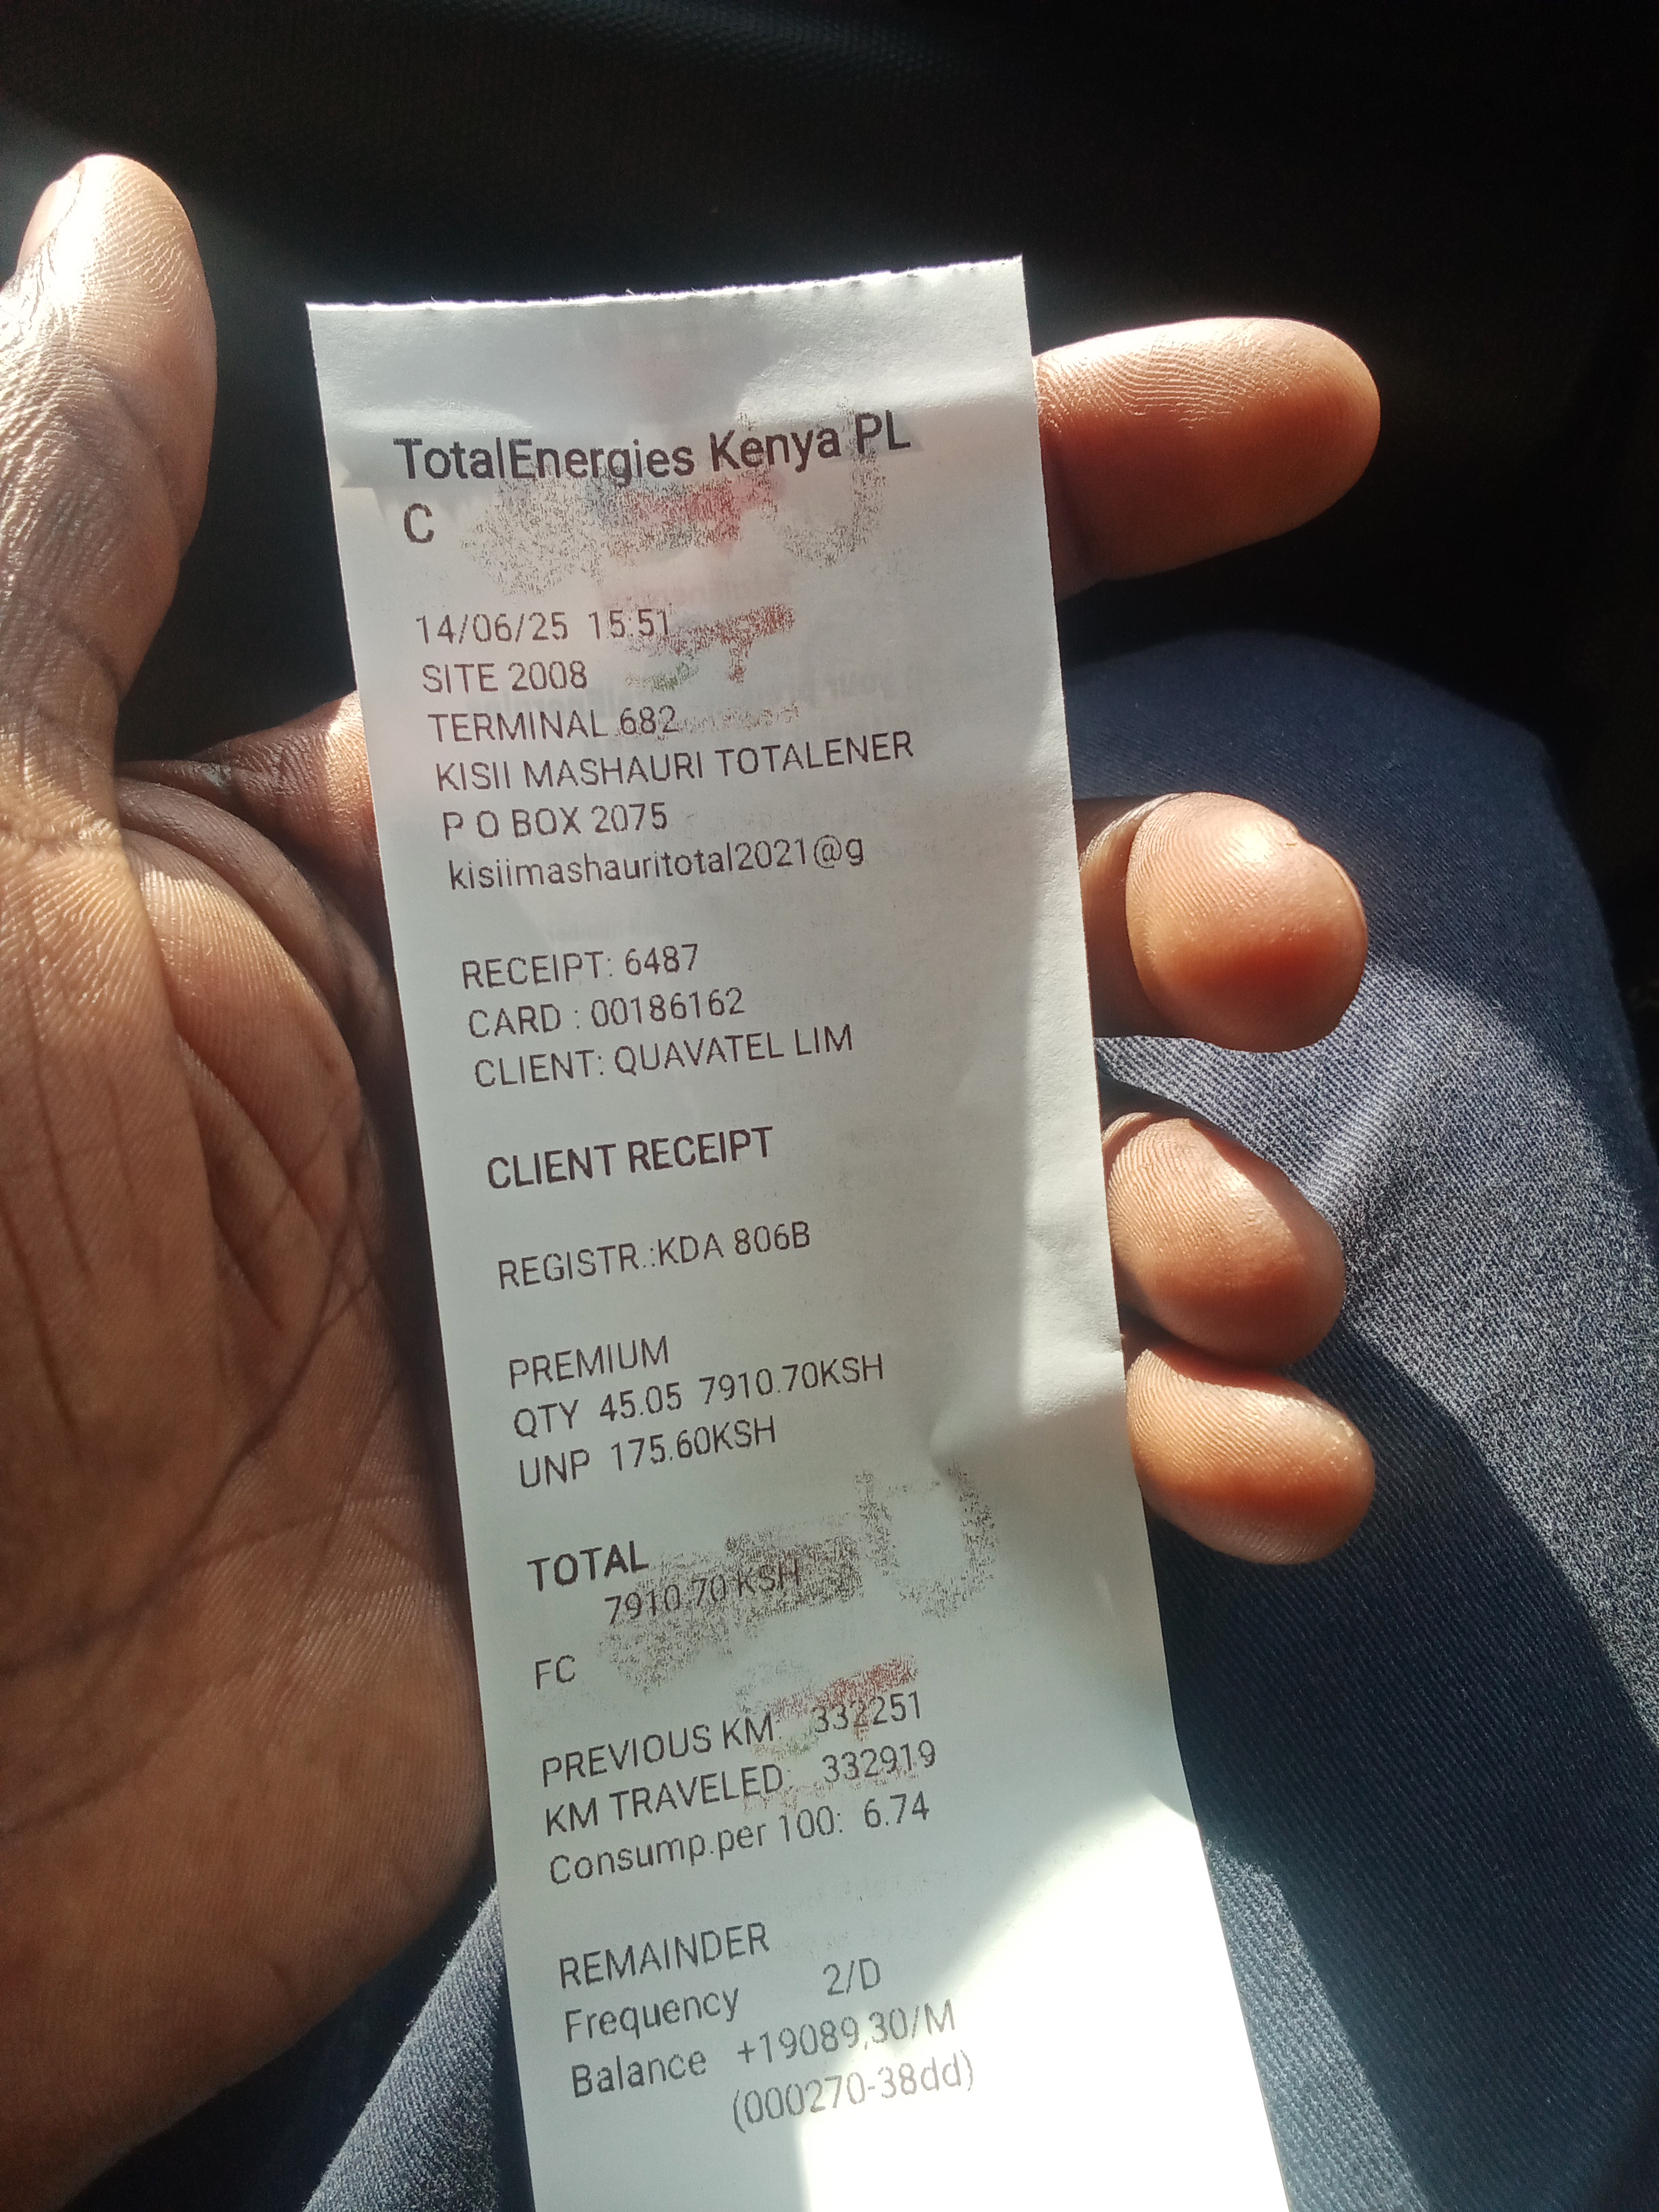 TotalEnergies Kenya PL
C
14/06/25 15:51
SITE 2008
TERMINAL 682
KISII MASHAURI TOTALENER
P O BOX 2075
kisiimashauritotal2021@g
RECEIPT: 6487
CARD : 00186162
CLIENT: QUAVATEL LIM
CLIENT RECEIPT
REGISTR.:KDA 806B
PREMIUM
QTY 45.05 7910.70KSH
UNP 175.60KSH
TOTAL
7910.70 KSH
FC
PREVIOUS KM: 332251
KM TRAVELED: 332919
Consump.per 100: 6.74
REMAINDER
Frequency 2/D
Balance +19089,30/M
(000270-38dd)